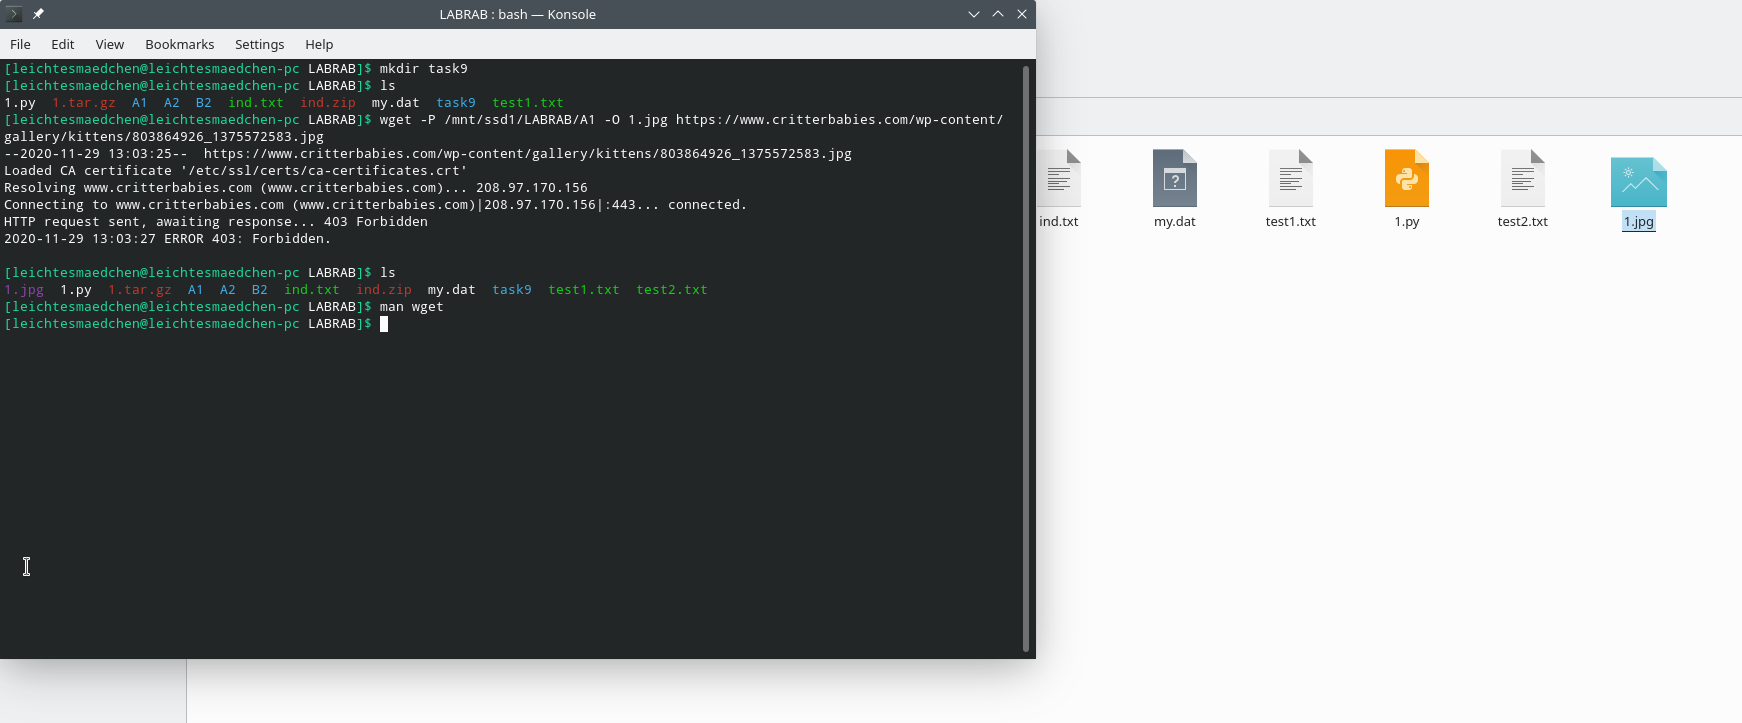 LABRAB : bash — Konsole
File Edit View Bookmarks Settings Help
[leichtesmaedchen@leichtesmaedchen-pc LABRAB]$ mkdir task9
[leichtesmaedchen@leichtesmaedchen-pc LABRAB]$ ls
1.py 1.tar.gz A1 A2 B2 ind.txt ind.zip my.dat task9 test1.txt
[leichtesmaedchen@leichtesmaedchen-pc LABRAB]$ wget -P /mnt/ssd1/LABRAB/A1 -O 1.jpg https://www.critterbabies.com/wp-content/
gallery/kittens/803864926_1375572583.jpg
--2020-11-29 13:03:25-- https://www.critterbabies.com/wp-content/gallery/kittens/803864926_1375572583.jpg
Loaded CA certificate '/etc/ssl/certs/ca-certificates.crt'
Resolving www.critterbabies.com (www.critterbabies.com)... 208.97.170.156
Connecting to www.critterbabies.com (www.critterbabies.com)|208.97.170.156|:443... connected.
HTTP request sent, awaiting response... 403 Forbidden
2020-11-29 13:03:27 ERROR 403: Forbidden.
[leichtesmaedchen@leichtesmaedchen-pc LABRAB]$ ls
1.jpg 1.py 1.tar.gz A1 A2 B2 ind.txt ind.zip my.dat task9 test1.txt test2.txt
[leichtesmaedchen@leichtesmaedchen-pc LABRAB]$ man wget
[leichtesmaedchen@leichtesmaedchen-pc LABRAB]$
ind.txt my.dat test1.txt 1.py test2.txt 1.jpg